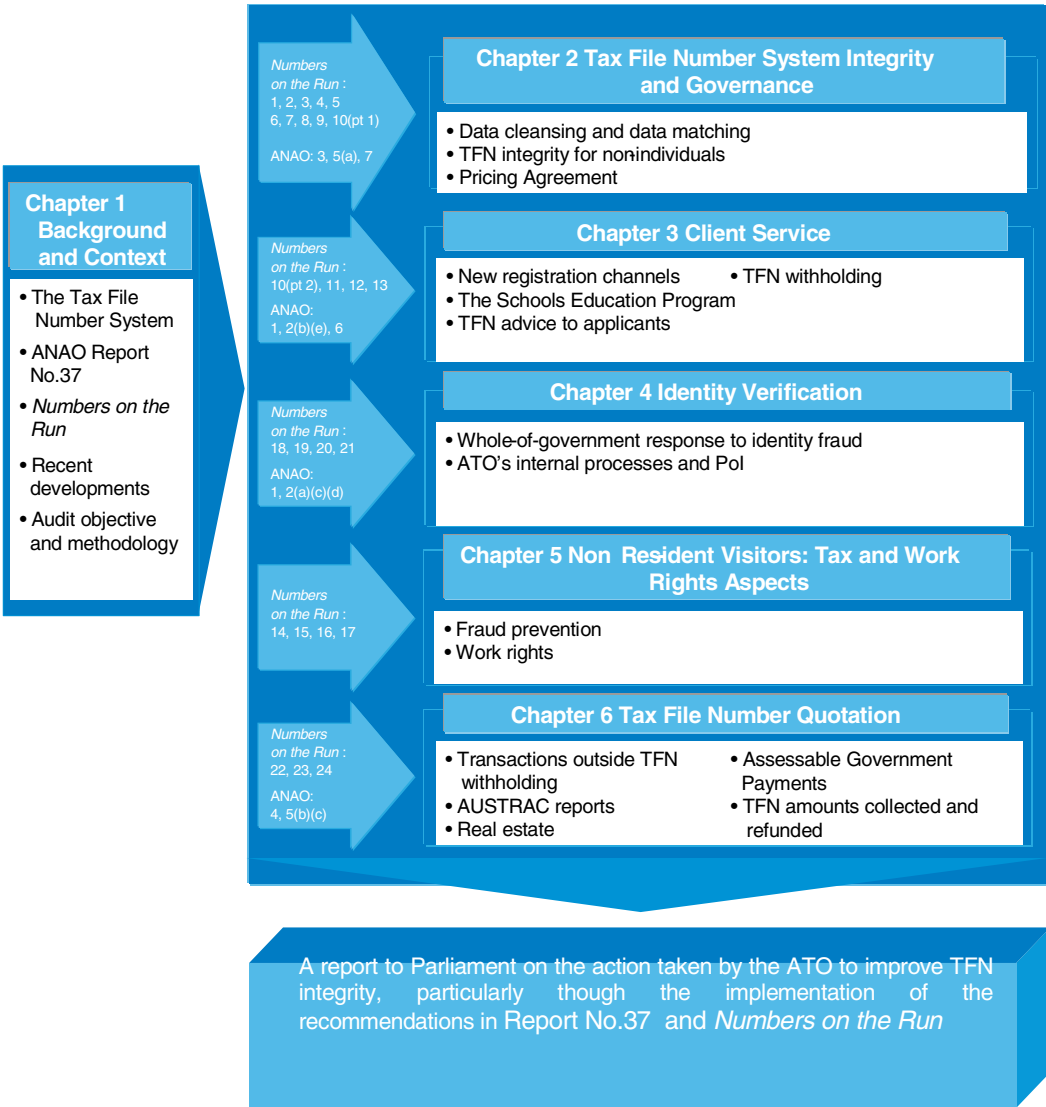 Chapter 1
Background
and Context
• The Tax File
Number System
• ANAO Report
No.37
• Numbers on the
Run
• Recent
developments
• Audit objective
and methodology
Numbers
on the Run :
1, 2, 3, 4, 5
6, 7, 8, 9, 10(pt 1)
ANAO: 3, 5(a), 7
Chapter 2 Tax File Number System Integrity
and Governance
• Data cleansing and data matching
• TFN integrity for non-individuals
• Pricing Agreement
Numbers
on the Run :
10(pt 2), 11, 12, 13
ANAO:
1, 2(b)(e), 6
Chapter 3 Client Service
• New registration channels
• The Schools Education Program
• TFN advice to applicants
• TFN withholding
Numbers
on the Run :
18, 19, 20, 21
ANAO:
1, 2(a)(c)(d)
Chapter 4 Identity Verification
• Whole-of-government response to identity fraud
• ATO's internal processes and PoI
Numbers
on the Run :
14, 15, 16, 17
Chapter 5 Non Resident Visitors: Tax and Work
Rights Aspects
• Fraud prevention
• Work rights
Numbers
on the Run :
22, 23, 24
ANAO:
4, 5(b)(c)
Chapter 6 Tax File Number Quotation
• Transactions outside TFN
withholding
• AUSTRAC reports
• Real estate
• Assessable Government
Payments
• TFN amounts collected and
refunded
A report to Parliament on the action taken by the ATO to improve TFN
integrity, particularly though the implementation of the
recommendations in Report No.37 and Numbers on the Run